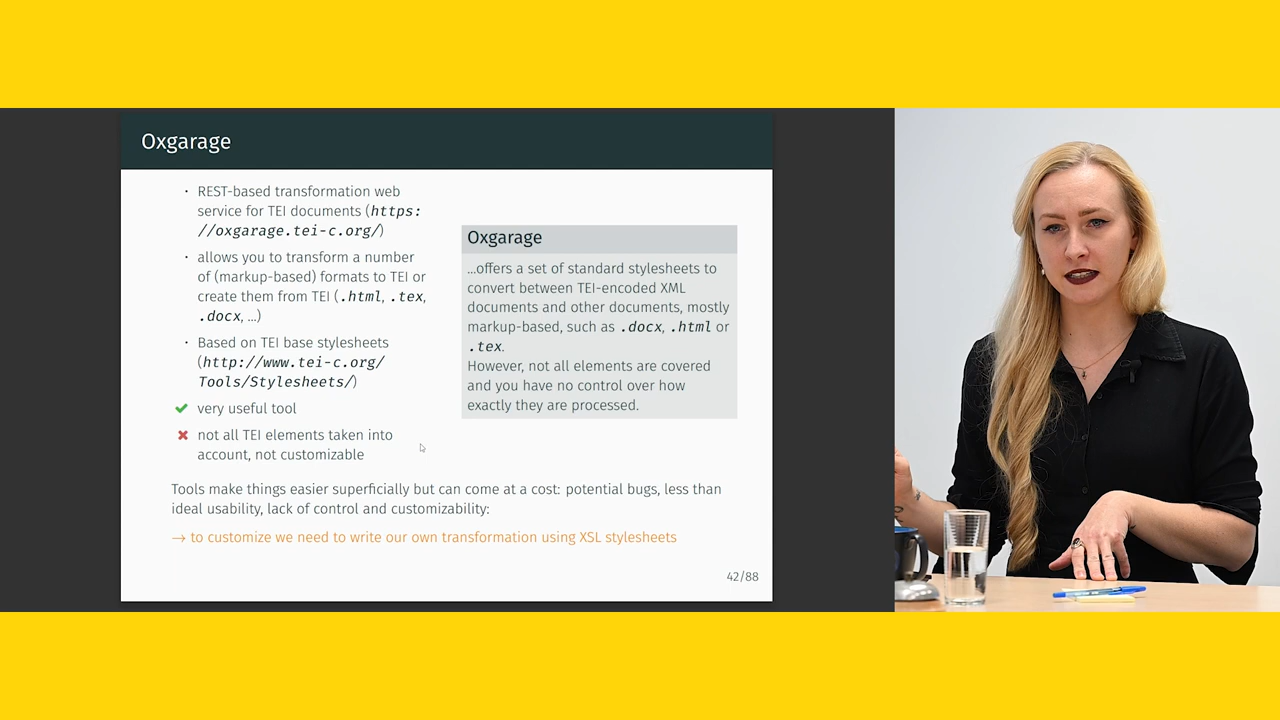 Oxgarage
· REST-based transformation web
service for TEI documents (https:
//oxgarage.tei-c.org/)
· allows you to transform a number
of (markup-based) formats to TEI or
create them from TEI (.html, .tex,
.docx, …)
· Based on TEI base stylesheets
(http://www.tei-c.org/
Tools/Stylesheets/)
✔ very useful tool
✖ not all TEI elements taken into
account, not customizable
Oxgarage
…offers a set of standard stylesheets to
convert between TEI-encoded XML
documents and other documents, mostly
markup-based, such as .docx, .html or
.tex.
However, not all elements are covered
and you have no control over how
exactly they are processed.
Tools make things easier superficially but can come at a cost: potential bugs, less than
ideal usability, lack of control and customizability:
→ to customize we need to write our own transformation using XSL stylesheets
42/88